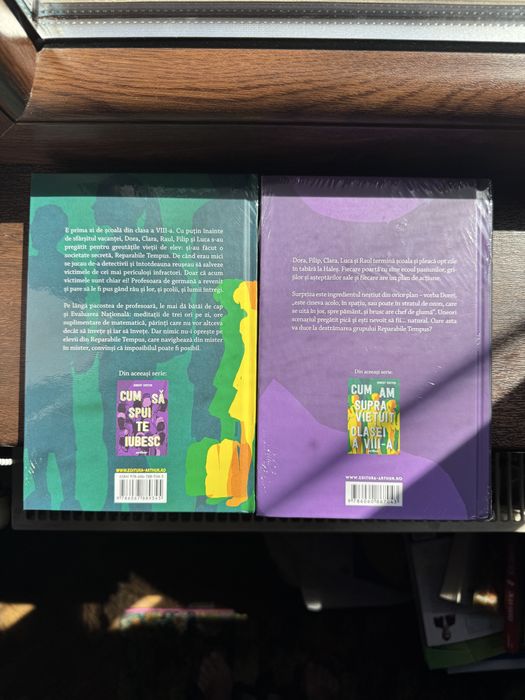 E prima zi de școală din clasa a VIII-a. Cu puțin înainte
de sfârșitul vacanței, Dora, Clara, Raul, Filip și Luca s-au
pregătit pentru greutățile vieții de elev: și-au făcut o
societate secretă, Reparabile Tempus. De când erau mici
se jucau de-a detectivii și întotdeauna reușeau să salveze
victimele de cei mai periculoși infractori. Doar că acum
victimele sunt chiar ei! Profesoara de germană a revenit
și pare să le fi pus gând rău și lor, și școlii, și lumii întregi.
Pe lângă pacostea de profesoară, le mai dă bătăi de cap
și Evaluarea Națională: meditații de trei ori pe zi, ore
suplimentare de matematică, părinți care nu vor altceva
decât să învețe și iar să învețe. Dar nimic nu-i oprește pe
elevii din Reparabile Tempus, care navighează din mister
în mister, convinși că imposibilul poate fi posibil.
Din aceeași serie:
CUM SĂ
SPUI
TE
IUBESC
WWW.EDITURA-ARTHUR.RO
Dora, Filip, Clara, Luca și Raul termină școala și pleacă opt zile
în tabără la Haleș. Fiecare poartă cu sine ecoul pasiunilor, gri-
jilor și așteptărilor sale și fiecare are un plan de acțiune.
Surpriza este ingredientul neștiut din orice plan – vorba Dorei,
„este cineva acolo, în spațiu, sau poate în stratul de ozon, care
se uită în jos, spre pământ, și brusc are chef de glumă”. Uneori
scenariul pregătit pică și ești nevoit să fii... natural. Oare asta
va duce la destrămarea grupului Reparabile Tempus?
Din aceeași serie:
CUM AM
SUPRA
VIEȚUIT
CLASEI
A VIII-A
WWW.EDITURA-ARTHUR.RO